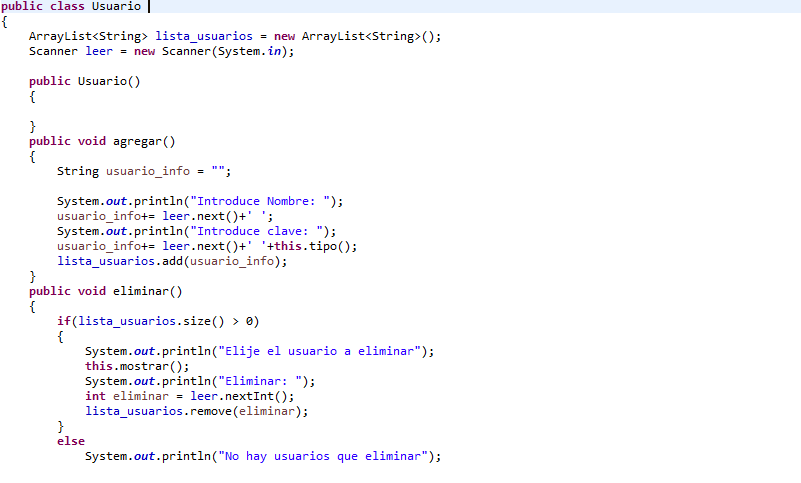 public class Usuario
{
    ArrayList<String> lista_usuarios = new ArrayList<String>();
    Scanner leer = new Scanner(System.in);

    public Usuario()
    {

    }
    public void agregar()
    {
        String usuario_info = "";

        System.out.println("Introduce Nombre: ");
        usuario_info+= leer.next()+' ';
        System.out.println("Introduce clave: ");
        usuario_info+= leer.next()+' '+this.tipo();
        lista_usuarios.add(usuario_info);
    }
    public void eliminar()
    {
        if(lista_usuarios.size() > 0)
        {
            System.out.println("Elije el usuario a eliminar");
            this.mostrar();
            System.out.println("Eliminar: ");
            int eliminar = leer.nextInt();
            lista_usuarios.remove(eliminar);
        }
        else
            System.out.println("No hay usuarios que eliminar");